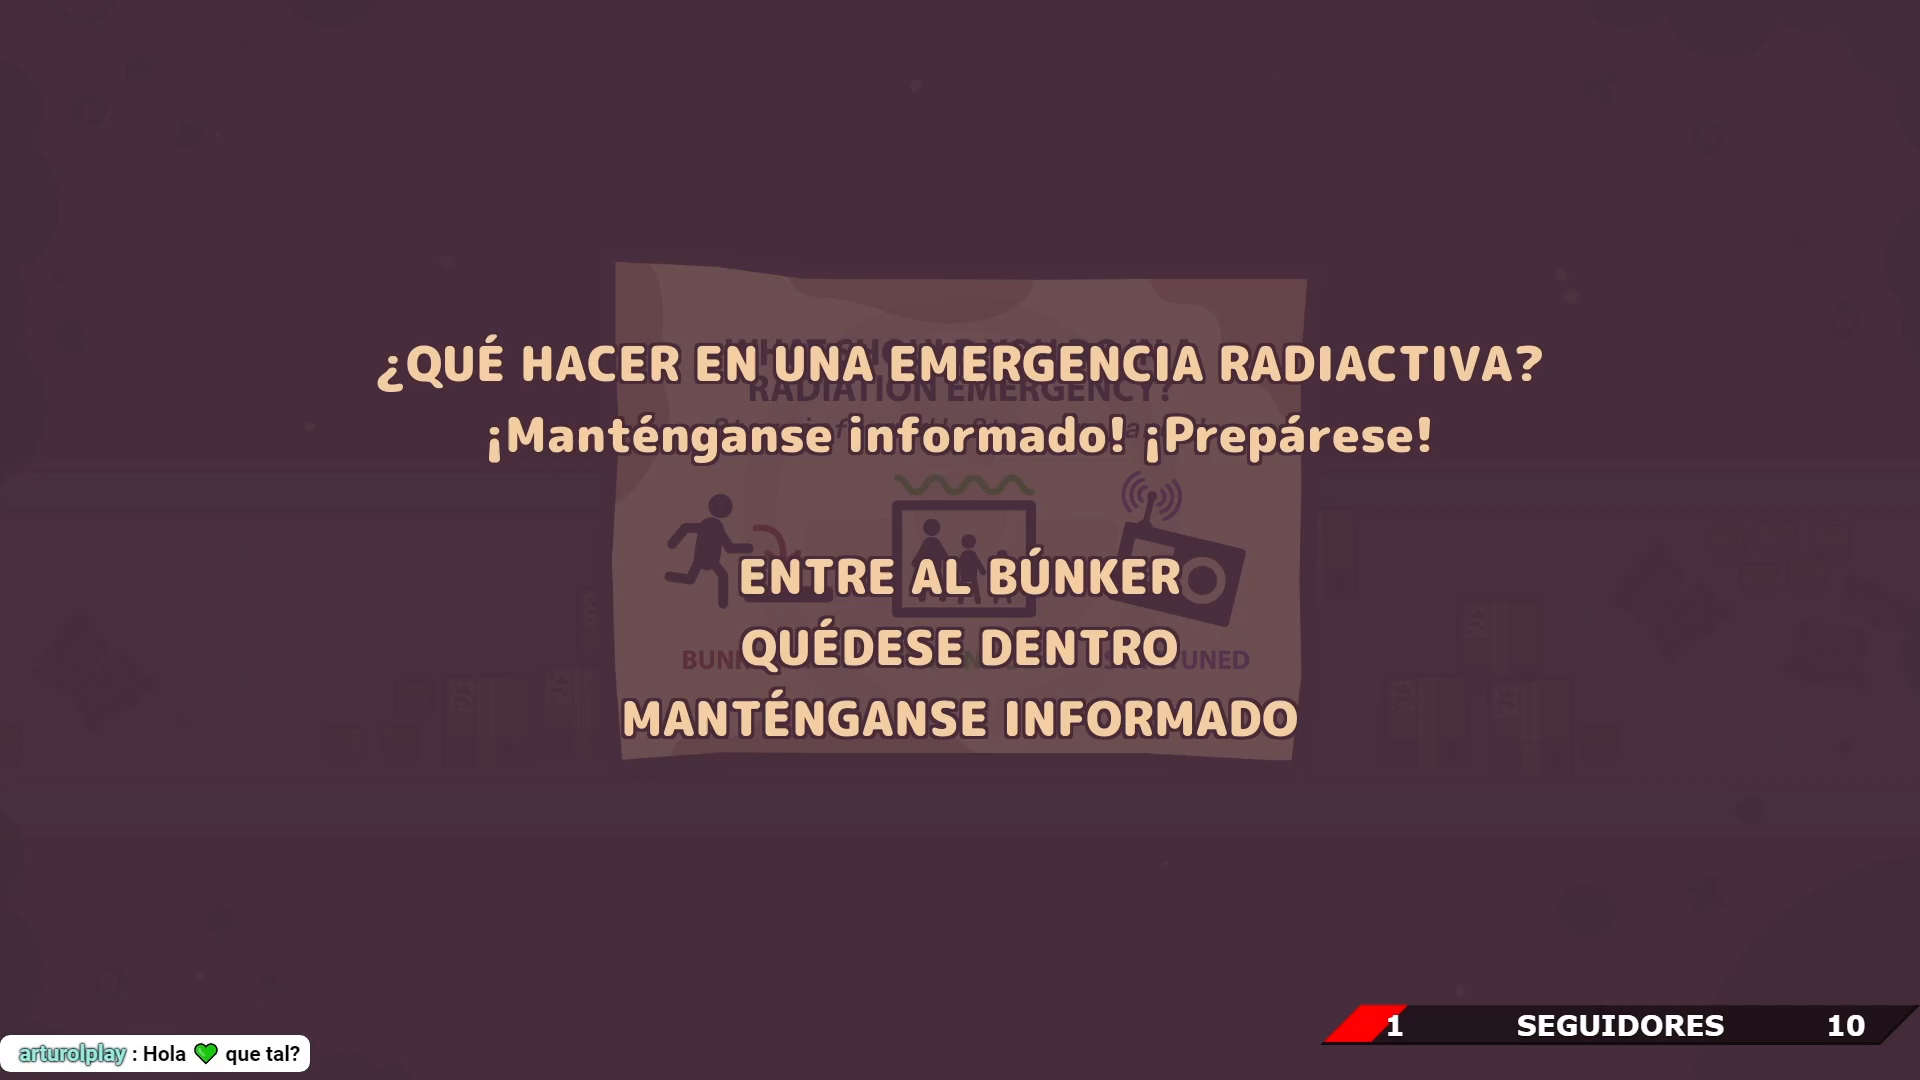 ¿QUÉ HACER EN UNA EMERGENCIA RADIACTIVA?
RADIATION EMERGENCY?
¡Manténganse informado! ¡Prepárese!
ENTRE AL BÚNKER
QUÉDESE DENTRO
MANTÉNGANSE INFORMADO
1 SEGUIDORES 10
arturolplay : Hola 💚 que tal?